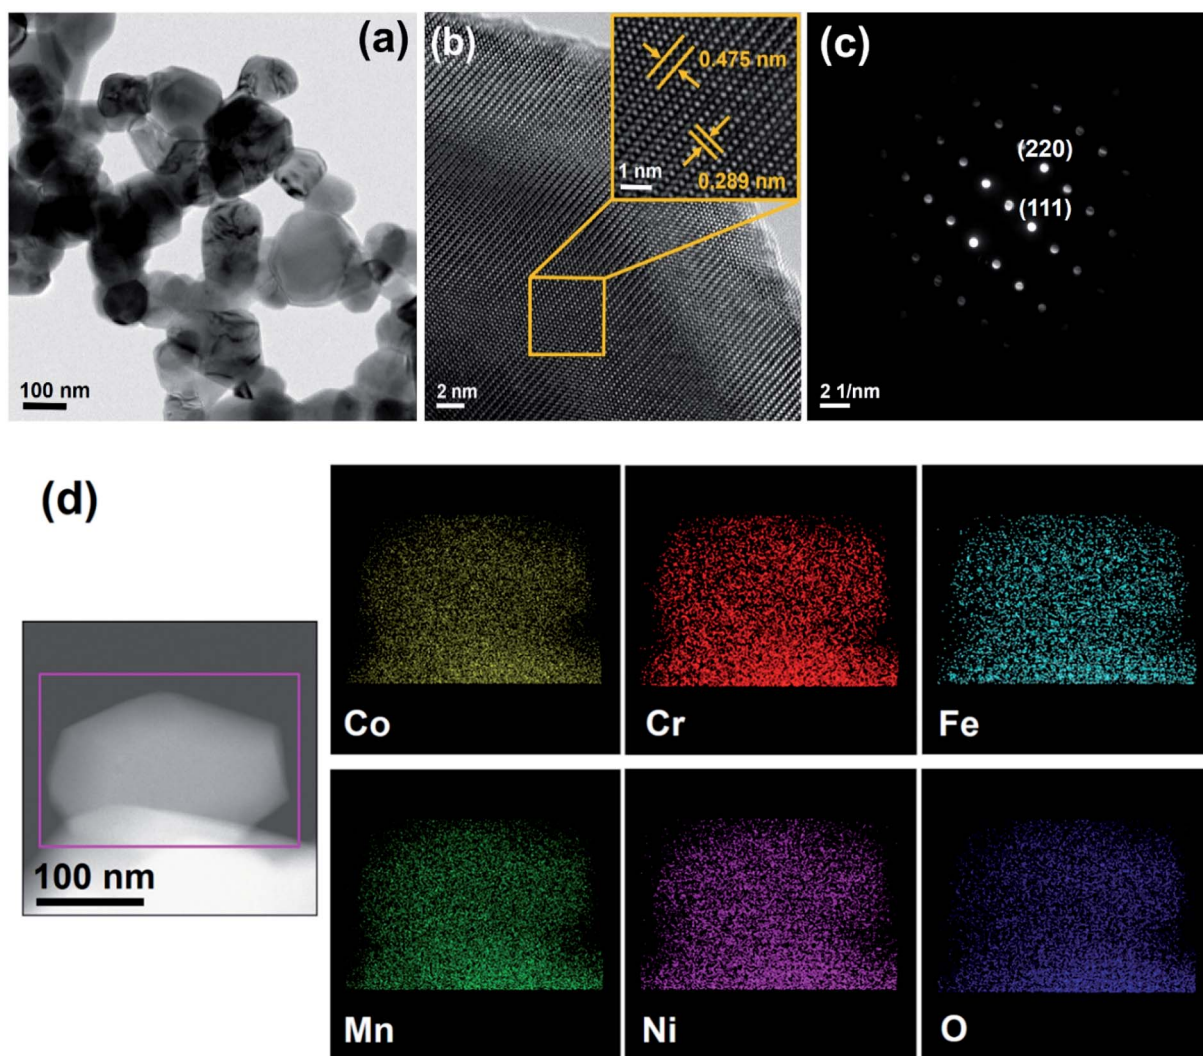 (a)
100 nm
(b)
0.475 nm
1 nm
0.289 nm
2 nm
(c)
(220)
(111)
2 1/nm
(d)
100 nm
Co
Cr
Fe
Mn
Ni
O